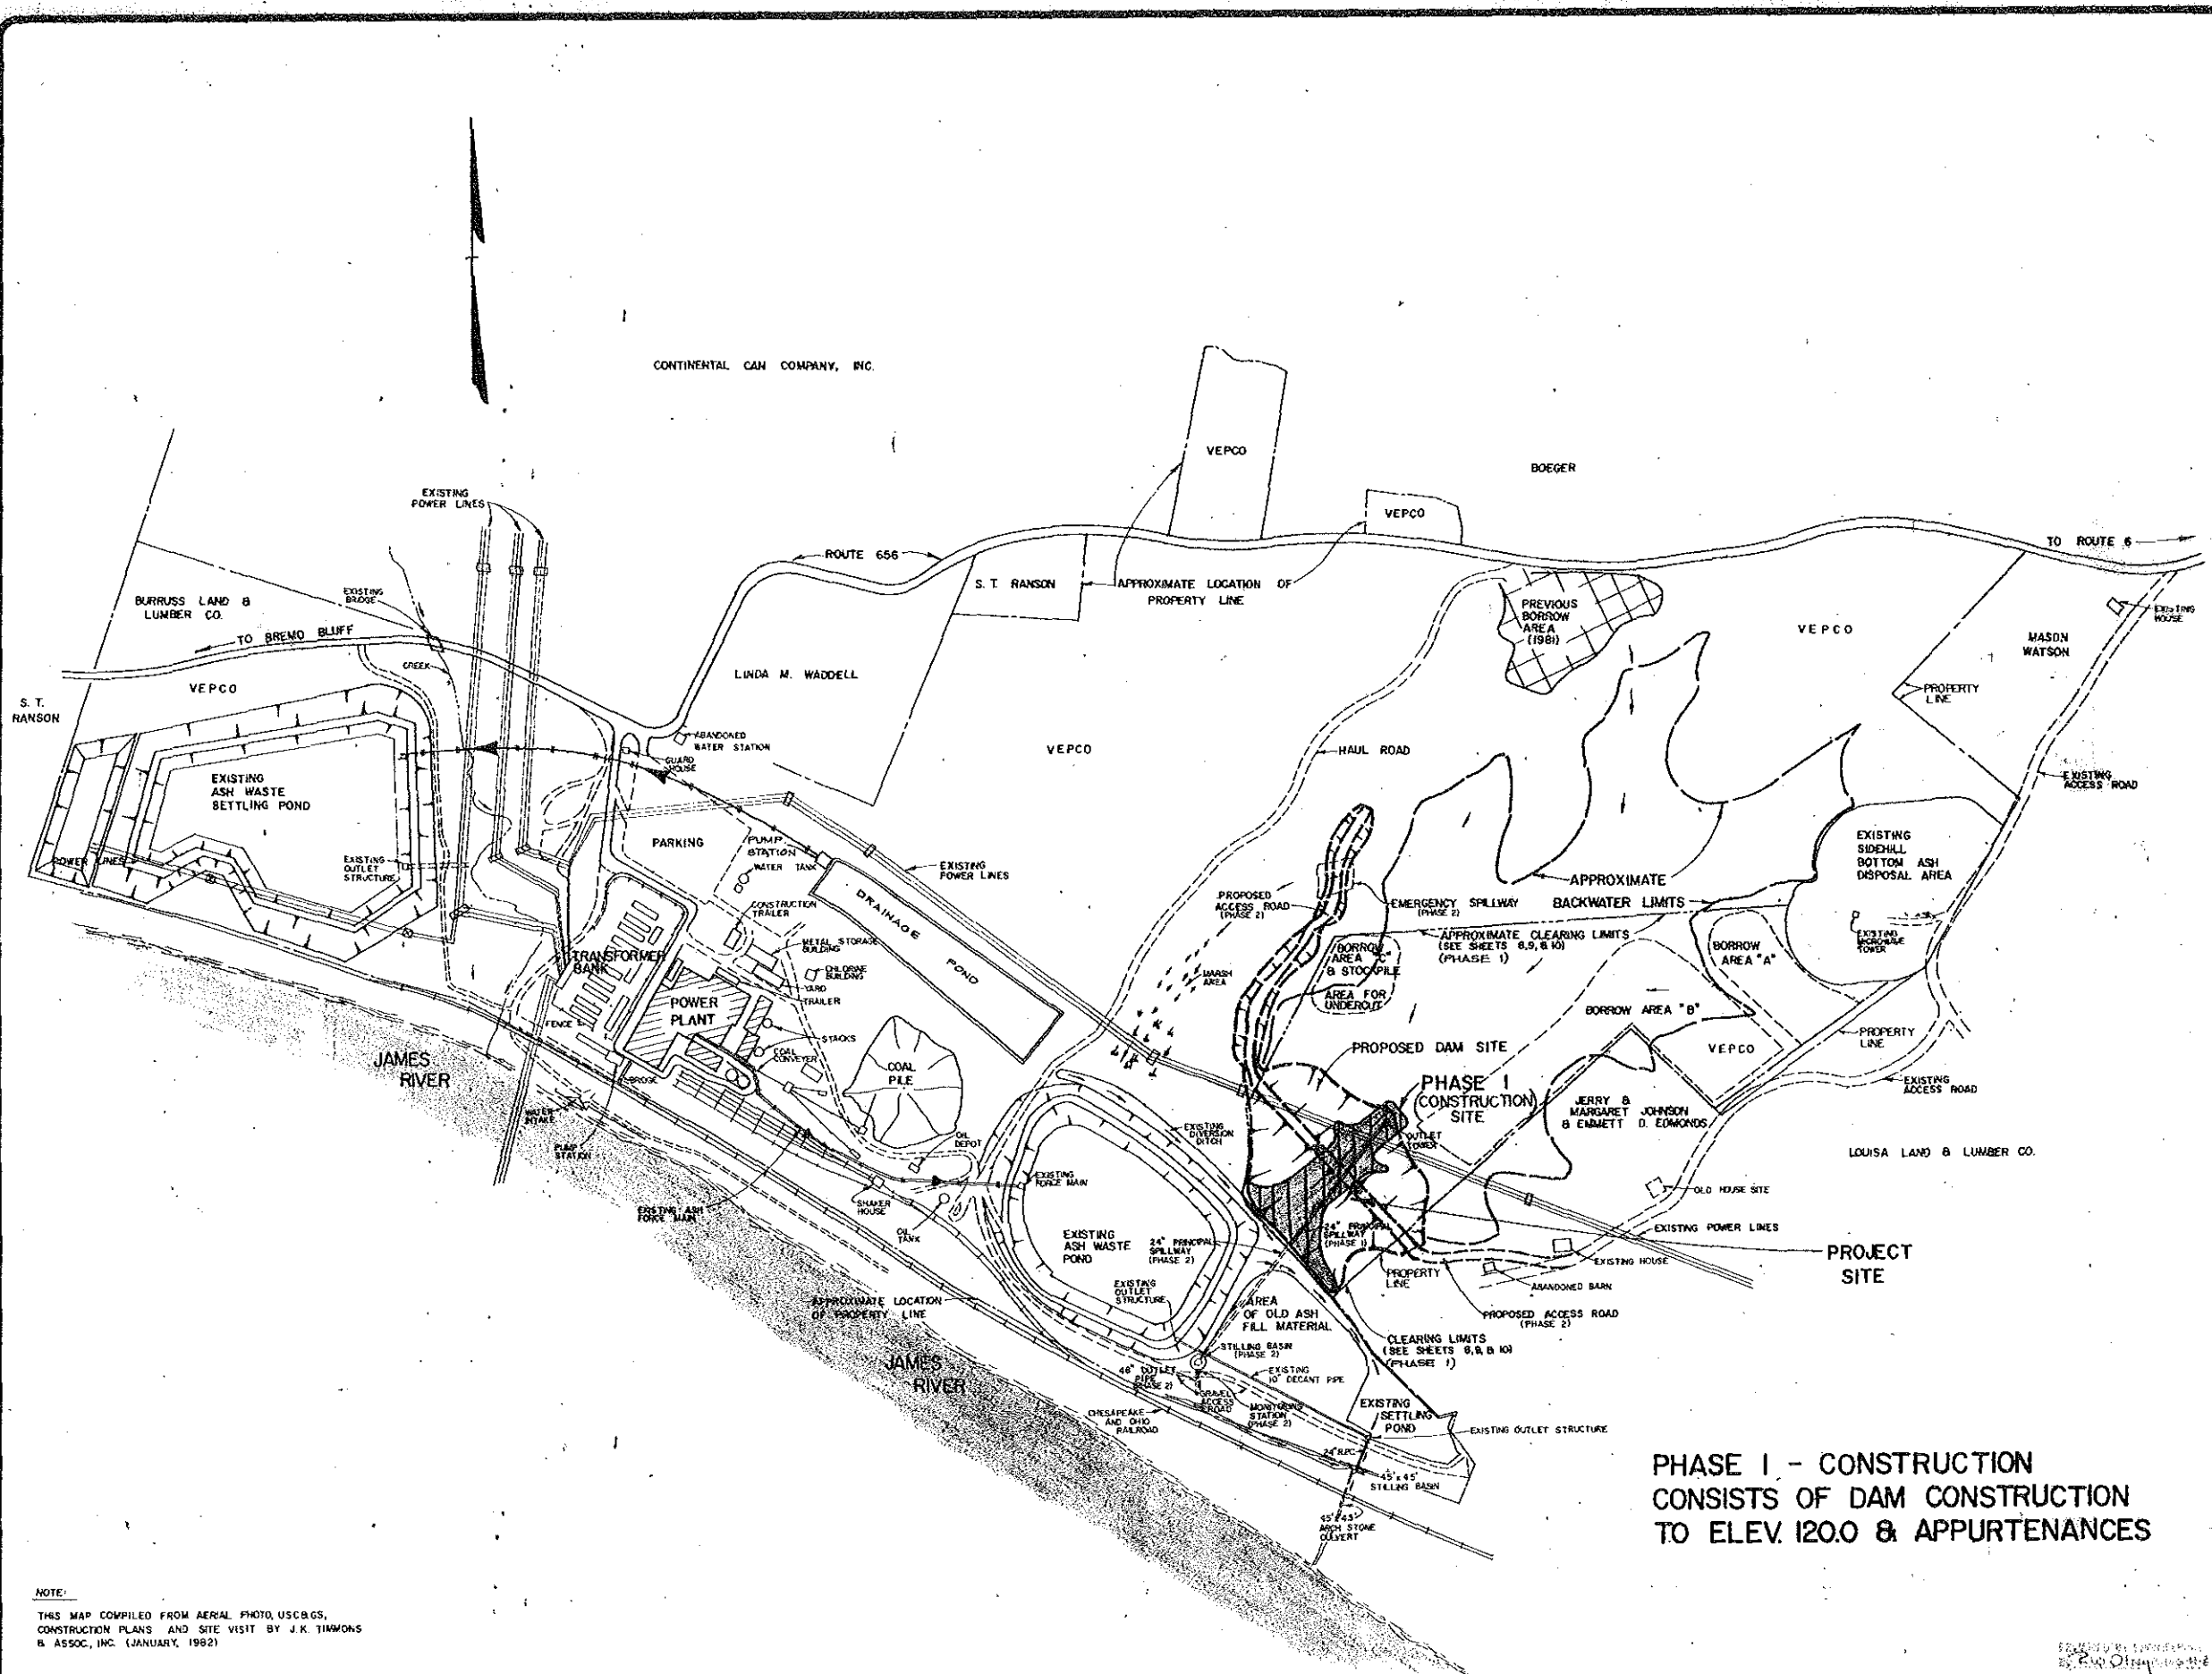 CONTINENTAL CAN COMPANY, INC.
VEPCO
BOEGER
VEPCO
EXISTING
POWER LINES
ROUTE 656
TO ROUTE 6
S. T. RANSON
APPROXIMATE LOCATION OF
PROPERTY LINE
BURRUSS LAND &
LUMBER CO.
EXISTING
BRIDGE
TO BREMO BLUFF
CREEK
VEPCO
S. T.
RANSON
LINDA M. WADDELL
PREVIOUS
BORROW
AREA
(1981)
VEPCO
MASON
WATSON
EXISTING
HOUSE
PROPERTY
LINE
ABANDONED
WATER STATION
GUARD
HOUSE
VEPCO
HAUL ROAD
EXISTING
ACCESS ROAD
EXISTING
ASH WASTE
SETTLING POND
POWER LINES
EXISTING
OUTLET
STRUCTURE
PARKING
PUMP
STATION
WATER TANK
EXISTING
POWER LINES
DRAINAGE
POND
CONSTRUCTION
TRAILER
METAL STORAGE
BUILDING
CHLORINE
BUILDING
YARD
TRAILER
TRANSFORMER
BANK
POWER
PLANT
FENCE
STACKS
COAL
CONVEYER
COAL
PILE
BRIDGE
JAMES
RIVER
WATER
INTAKE
PUMP
STATION
EXISTING ASH
FORCE MAIN
SHAKER
HOUSE
OIL
TANK
OIL
DEPOT
EXISTING
FORCE MAIN
PROPOSED
ACCESS ROAD
(PHASE 2)
EMERGENCY SPILLWAY
(PHASE 2)
APPROXIMATE
BACKWATER LIMITS
APPROXIMATE CLEARING LIMITS
(SEE SHEETS 8,9, & 10)
(PHASE 1)
BORROW
AREA "C"
& STOCKPILE
AREA FOR
UNDERCUT
MARSH
AREA
EXISTING
SIDEHILL
BOTTOM ASH
DISPOSAL AREA
EXISTING
MICROWAVE
TOWER
BORROW
AREA "A"
BORROW AREA "B"
VEPCO
PROPERTY
LINE
EXISTING
ACCESS ROAD
PROPOSED DAM SITE
PHASE 1
CONSTRUCTION
SITE
OUTLET
TOWER
JERRY &
MARGARET JOHNSON
& EMMETT D. EDMONDS
LOUISA LAND & LUMBER CO.
OLD HOUSE SITE
EXISTING POWER LINES
PROJECT
SITE
EXISTING HOUSE
ABANDONED BARN
PROPOSED ACCESS ROAD
(PHASE 2)
EXISTING
DIVERSION
DITCH
EXISTING
ASH WASTE
POND
24" PRINCIPAL
SPILLWAY
(PHASE 2)
24" PRINCIPAL
SPILLWAY
(PHASE 1)
PROPERTY
LINE
EXISTING
OUTLET
STRUCTURE
AREA
OF OLD ASH
FILL MATERIAL
CLEARING LIMITS
(SEE SHEETS 8,9, & 10)
(PHASE 1)
APPROXIMATE LOCATION
OF PROPERTY LINE
JAMES
RIVER
STILLING BASIN
(PHASE 2)
OUTLET
PIPE
(PHASE 2)
EXISTING
10" DECANT PIPE
GRAVEL
ACCESS
ROAD
MONITORING
STATION
(PHASE 2)
CHESAPEAKE
AND OHIO
RAILROAD
EXISTING
SETTLING
POND
EXISTING OUTLET STRUCTURE
45' x 45'
STILLING BASIN
ARCH STONE
CULVERT
PHASE 1 - CONSTRUCTION
CONSISTS OF DAM CONSTRUCTION
TO ELEV. 120.0 & APPURTENANCES
NOTE:
THIS MAP COMPILED FROM AERIAL PHOTO, USC&GS,
CONSTRUCTION PLANS AND SITE VISIT BY J.K. TIMMONS
& ASSOC., INC. (JANUARY, 1982)